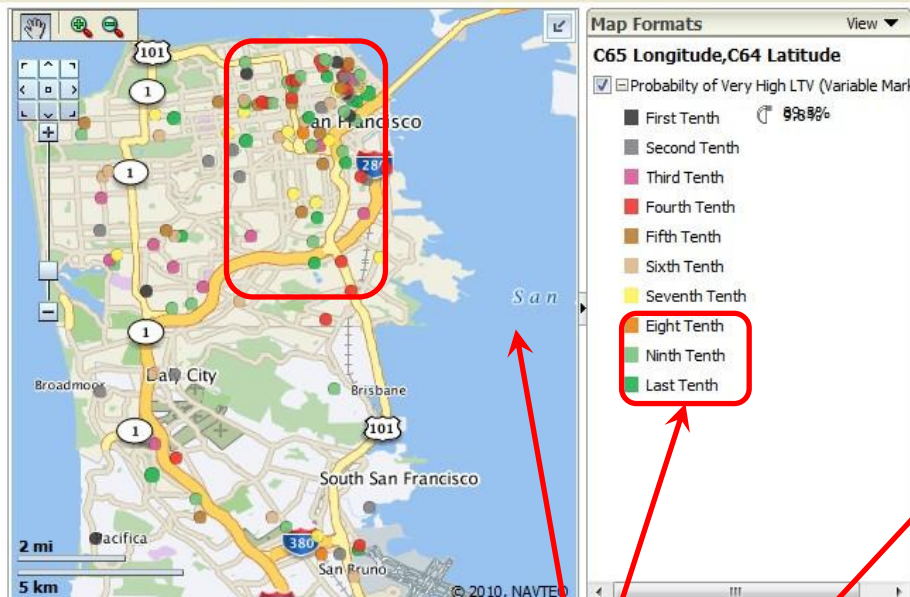 Map Formats
View
C65 Longitude,C64 Latitude
Probabilty of Very High LTV (Variable Mark
First Tenth
Second Tenth
Third Tenth
Fourth Tenth
Fifth Tenth
Sixth Tenth
Seventh Tenth
Eight Tenth
Ninth Tenth
Last Tenth
101
1
an Francisco
280
1
San
1
Daly City
Broadmoor
Brisbane
1
101
South San Francisco
Pacifica
380
San Bruno
2 mi
5 km
© 2010, NAVTEQ